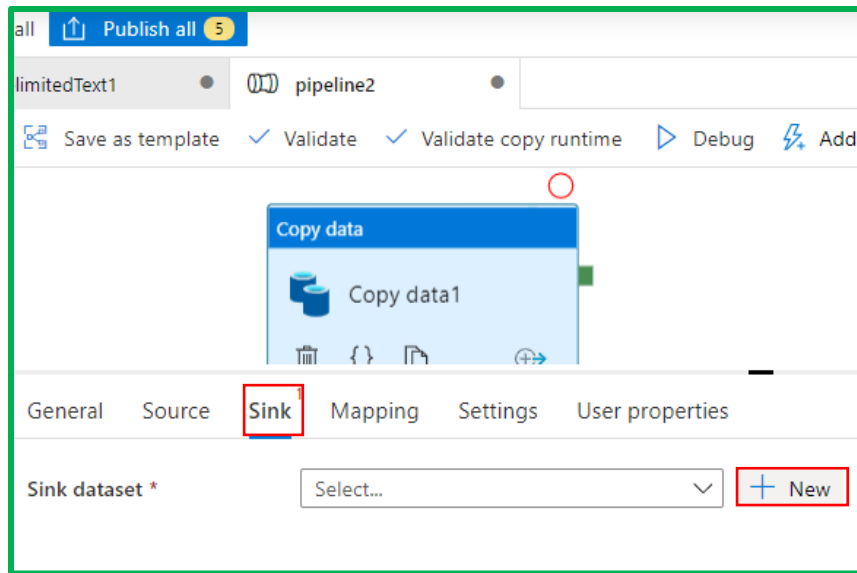 all Publish all 5
limitedText1 pipeline2
Save as template Validate Validate copy runtime Debug Add
Copy data
Copy data1
{}
General Source Sink 1 Mapping Settings User properties
Sink dataset * Select... + New